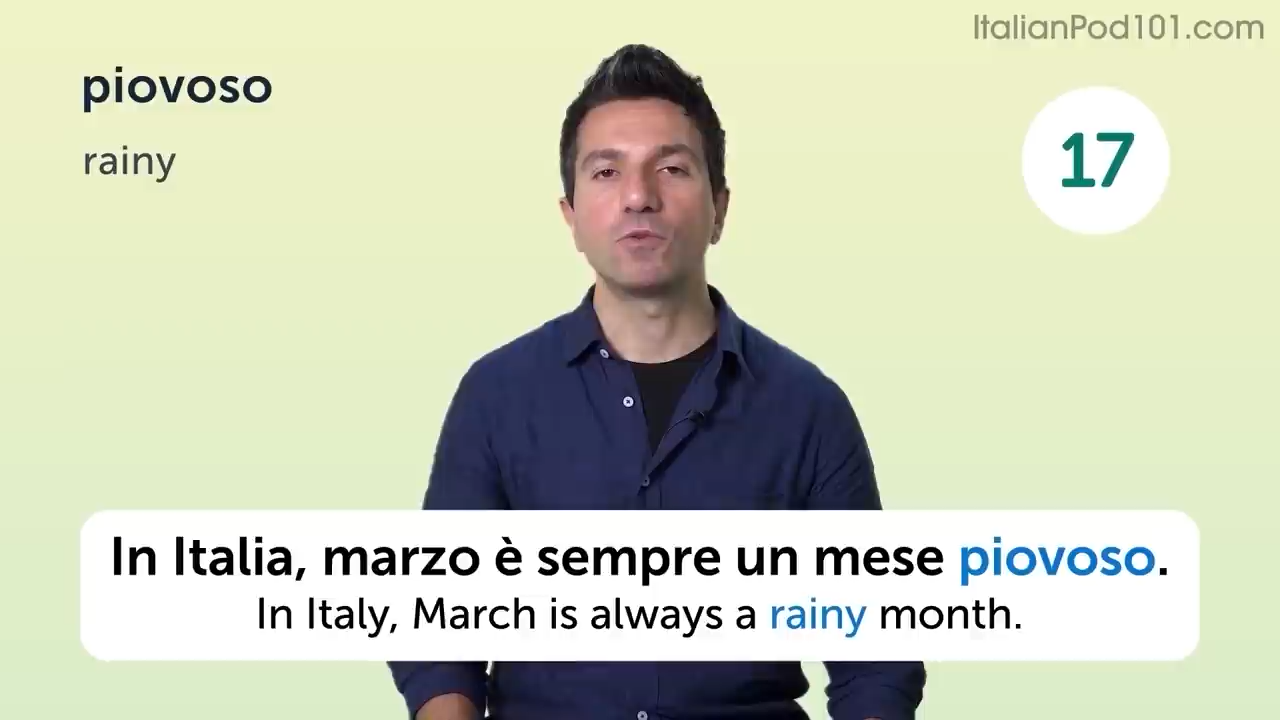 ItalianPod101.com
piovoso
rainy
17
In Italia, marzo è sempre un mese piovoso.
In Italy, March is always a rainy month.